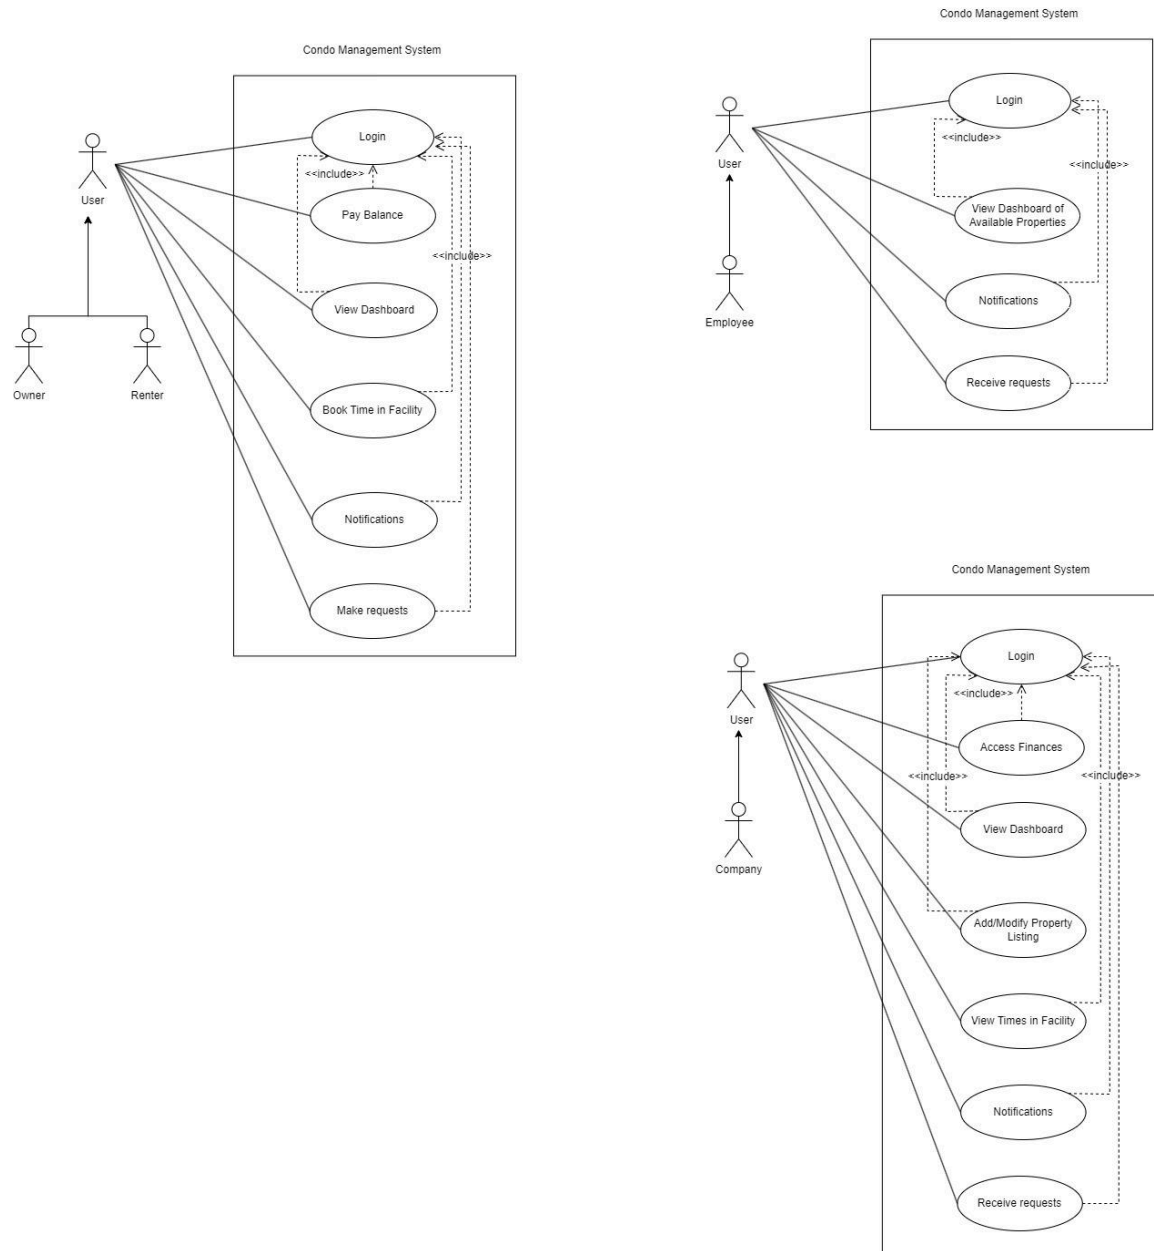 Condo Management System
Login
<<include>>
User
Pay Balance
<<include>>
View Dashboard
Owner
Renter
Book Time in Facility
Notifications
Make requests
Condo Management System
Login
<<include>>
User
<<include>>
View Dashboard of
Available Properties
Notifications
Employee
Receive requests
Condo Management System
Login
<<include>>
User
Access Finances
<<include>>
<<include>>
View Dashboard
Company
Add/Modify Property
Listing
View Times in Facility
Notifications
Receive requests